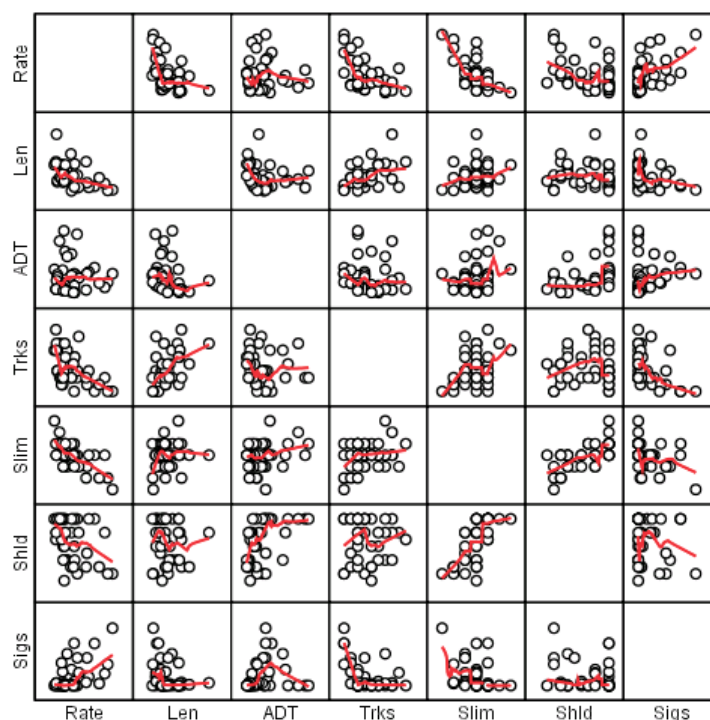 Rate
Len
ADT
Trks
Slim
Shld
Sigs
Rate Len ADT Trks Slim Shld Sigs